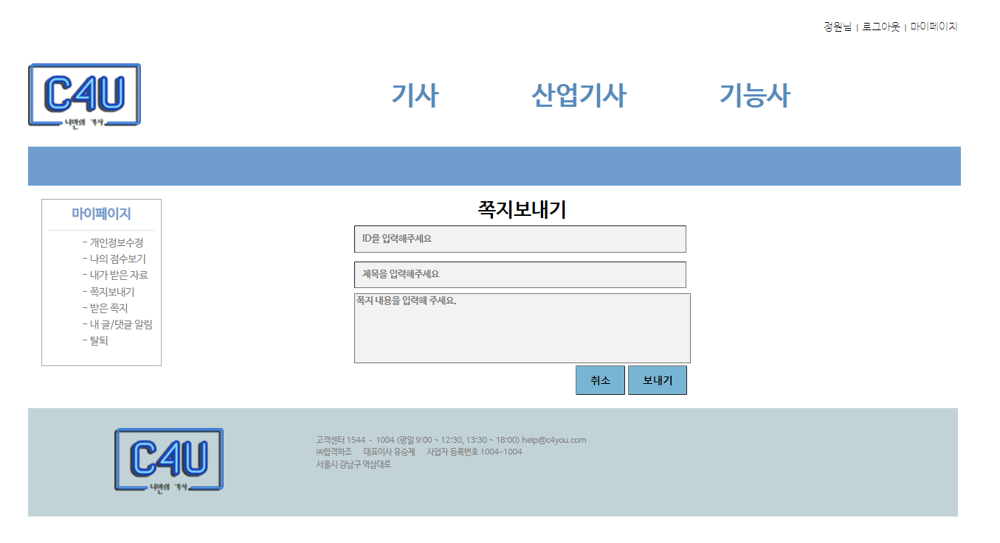 정원님 | 로그아웃 | 마이페이지
C4U
나만의 기사
기사 산업기사 기능사
마이페이지
- 개인정보수정
- 나의 점수보기
- 내가 받은 자료
- 쪽지보내기
- 받은 쪽지
- 내 글/댓글 알림
- 탈퇴
쪽지보내기
ID를 입력해주세요
제목을 입력해주세요
쪽지 내용을 입력해 주세요.
취소 보내기
C4U
나만의 기사
고객센터 1544 - 1004 (평일 9:00 ~ 12:30, 13:30 ~ 18:00) help@c4you.com
㈜합격하조 대표이사 유승제 사업자 등록번호 1004-1004
서울시 강남구 역삼대로